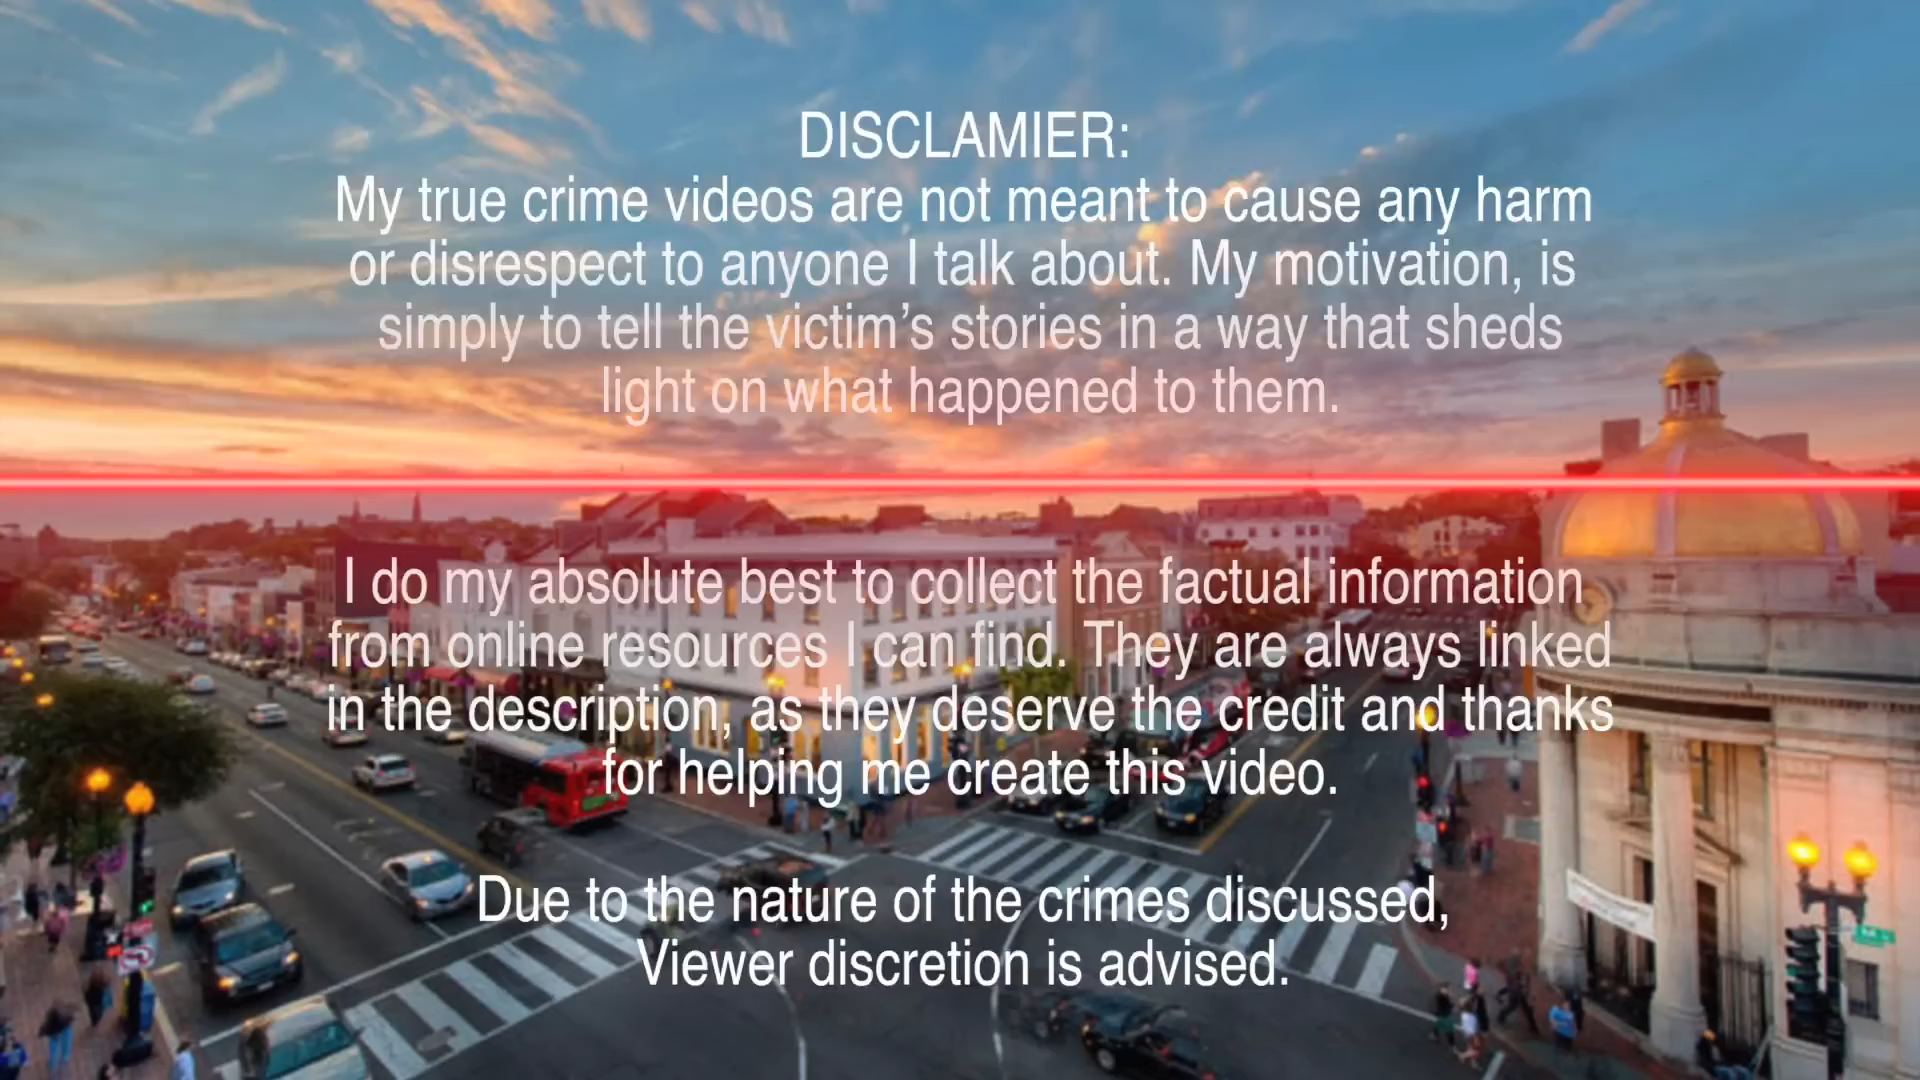 DISCLAMIER:
My true crime videos are not meant to cause any harm
or disrespect to anyone I talk about. My motivation, is
simply to tell the victim’s stories in a way that sheds
light on what happened to them.
I do my absolute best to collect the factual information
from online resources I can find. They are always linked
in the description, as they deserve the credit and thanks
for helping me create this video.
Due to the nature of the crimes discussed,
Viewer discretion is advised.